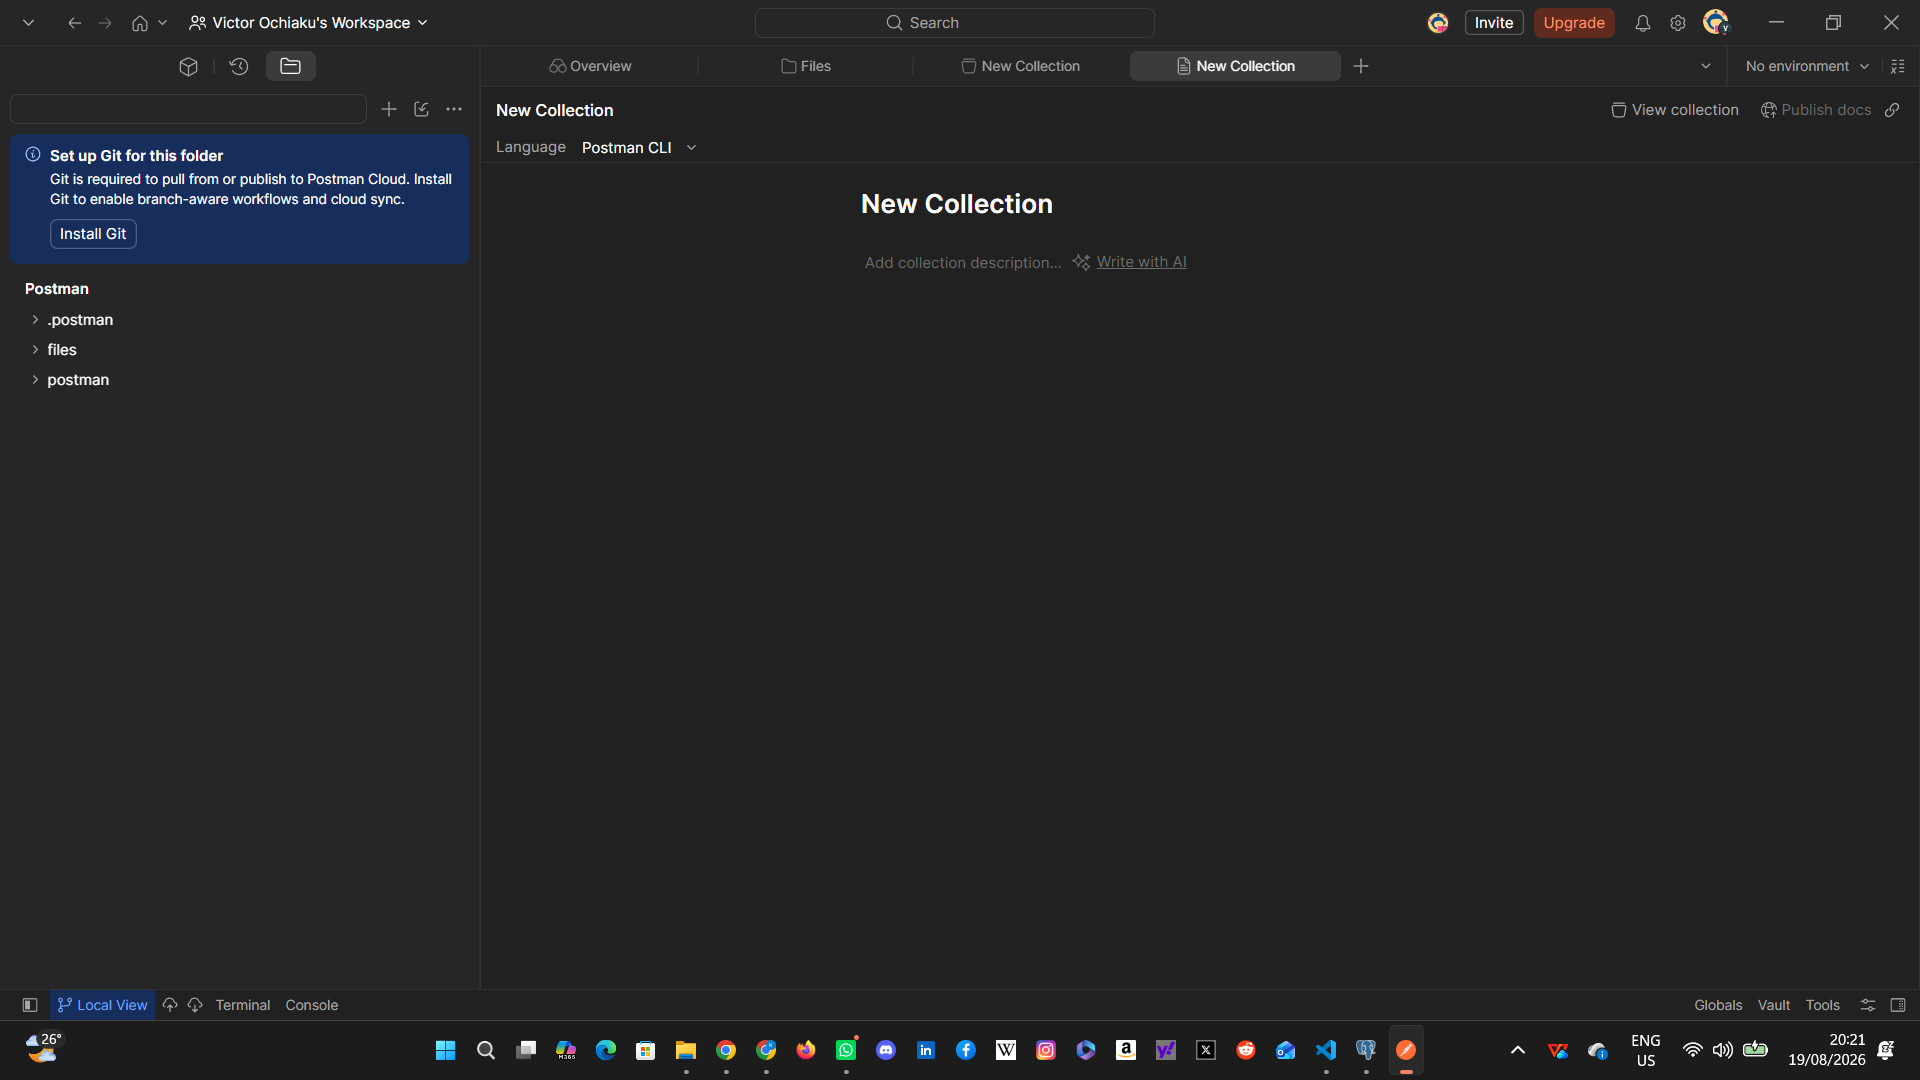 Victor Ochiaku's Workspace
Search
Invite
Upgrade
Overview
Files
New Collection
New Collection
No environment
New Collection
View collection
Publish docs
Language
Postman CLI
Set up Git for this folder
Git is required to pull from or publish to Postman Cloud. Install
Git to enable branch-aware workflows and cloud sync.
Install Git
New Collection
Add collection description...
Write with AI
Postman
.postman
files
postman
Local View
Terminal
Console
Globals
Vault
Tools
26°
M365
ENG
US
20:21
19/08/2026